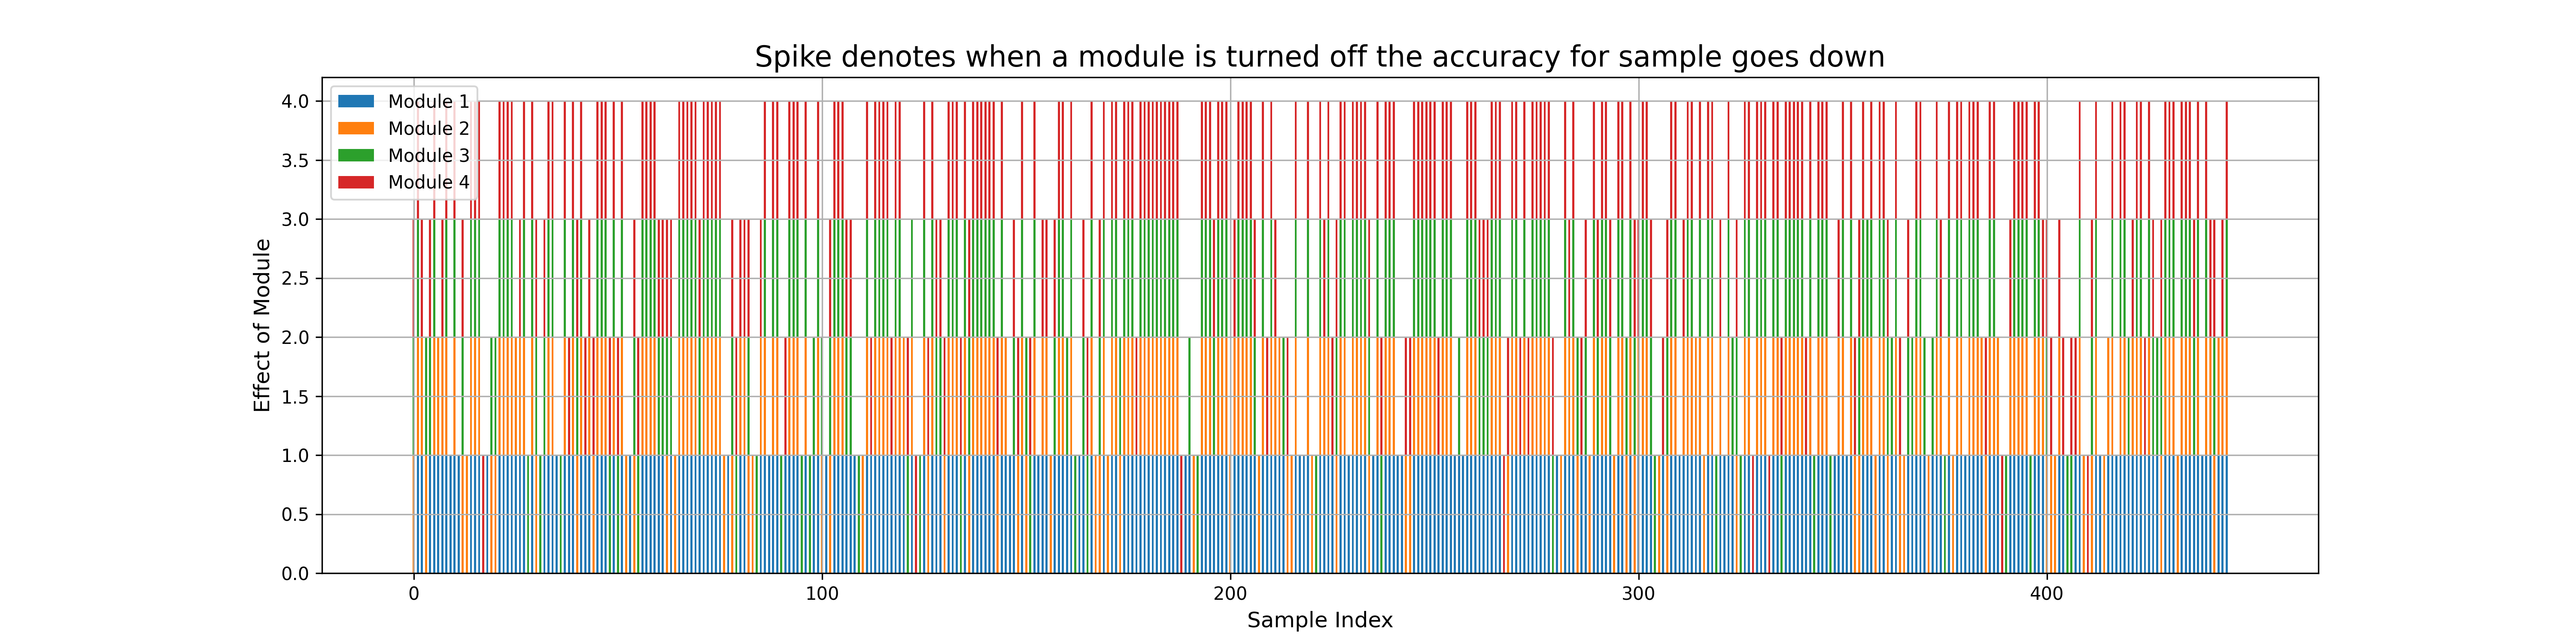 Spike denotes when a module is turned off the accuracy for sample goes down
Effect of Module
4.0
3.5
3.0
2.5
2.0
1.5
1.0
0.5
0.0
Module 1
Module 2
Module 3
Module 4
0
100
200
300
400
Sample Index